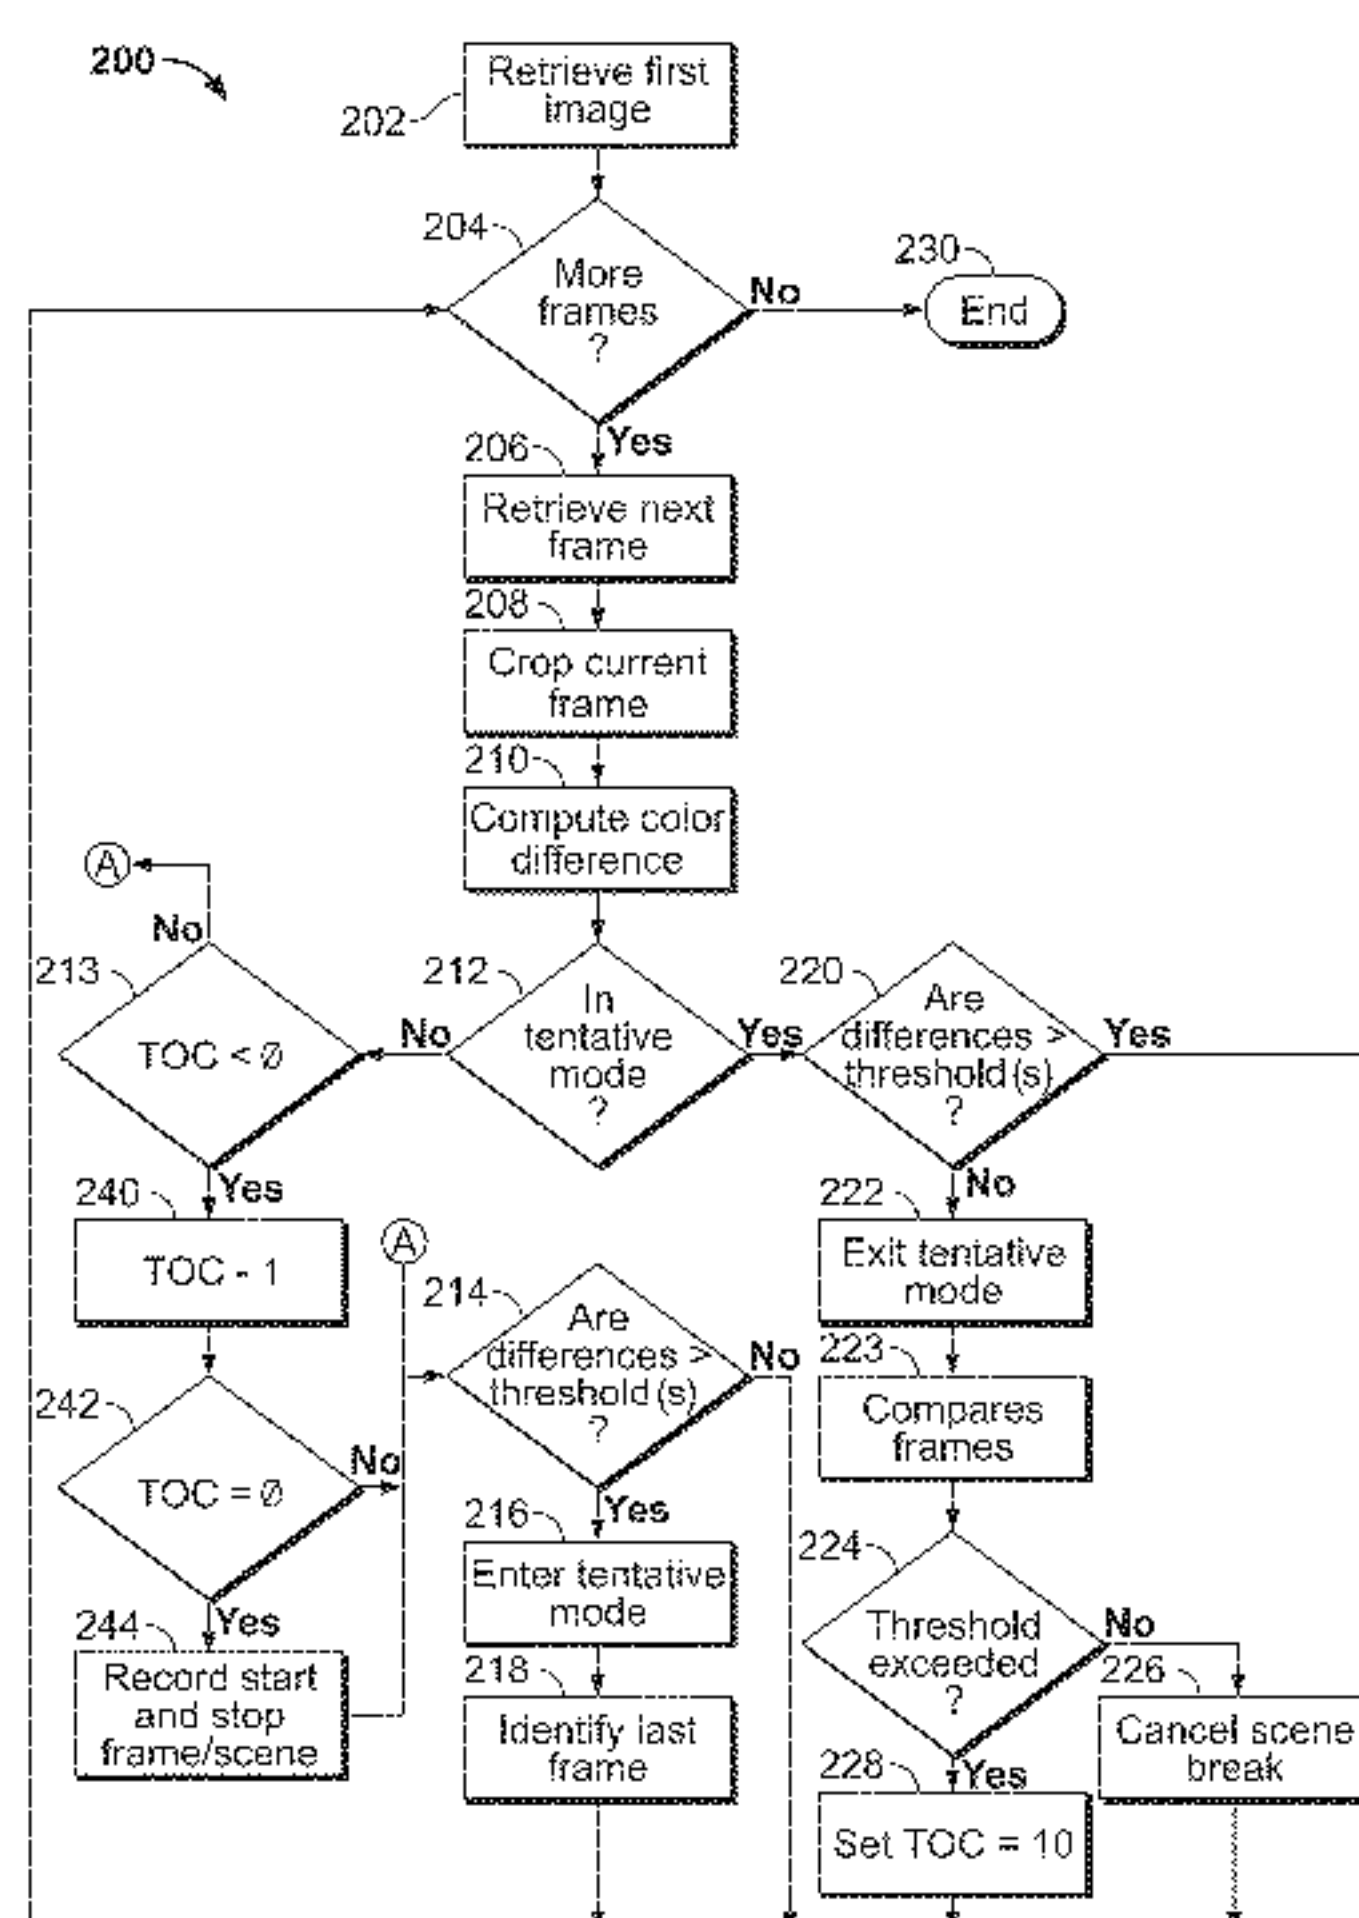 200
Retrieve first
image
202
204
More
frames
?
No
230
End
Yes
206
Retrieve next
frame
208
Crop current
frame
210
Compute color
difference
A
No
213
TOC < Ø
No
212
In
tentative
mode
?
Yes
220
Are
differences >
threshold(s)
?
Yes
Yes
240
TOC - 1
A
No
222
Exit tentative
mode
214
Are
differences >
threshold(s)
?
No
223
Compares
frames
242
TOC = Ø
No
Yes
216
Enter tentative
mode
224
Threshold
exceeded
?
No
Yes
244
Record start
and stop
frame/scene
218
Identify last
frame
226
Cancel scene
break
Yes
228
Set TOC = 10